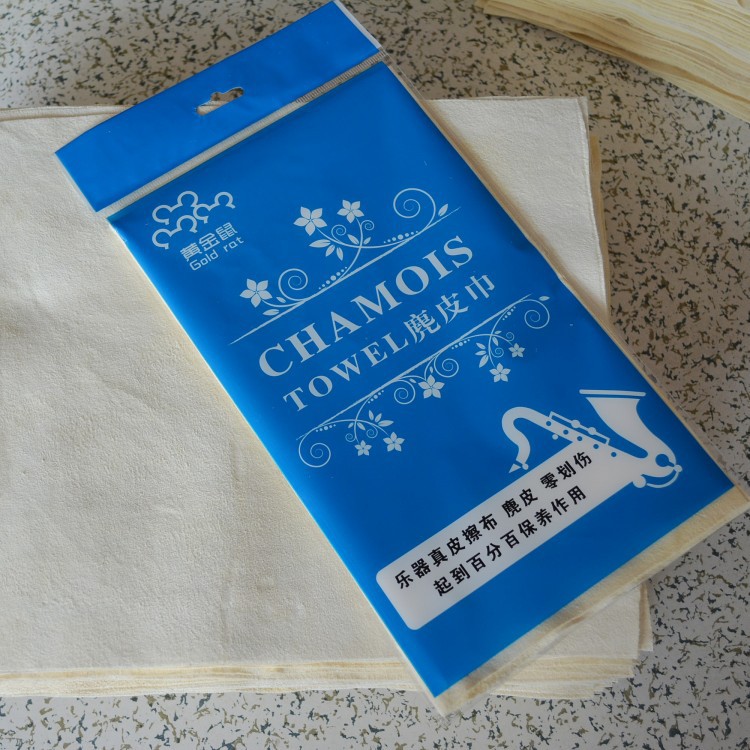 黄金鼠
Gold rat
CHAMOIS
TOWEL麂皮巾
乐器真皮擦布 麂皮 零划伤
起到百分百保养作用